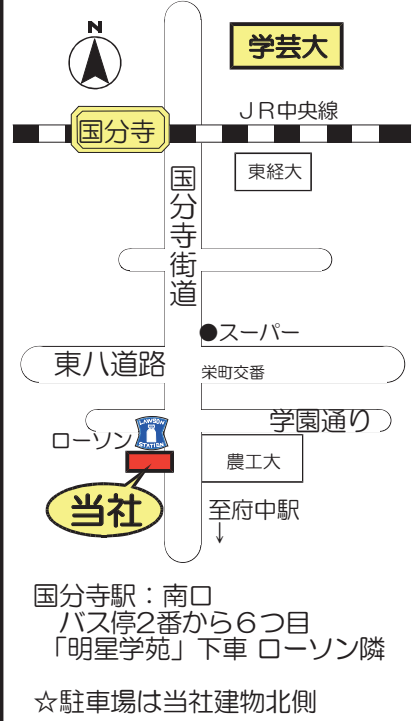 N
学芸大
ＪＲ中央線
国分寺
東経大
国分寺街道
●スーパー
東八道路
栄町交番
学園通り
LAWSON
STATION
ローソン
農工大
当社
至府中駅
↓
国分寺駅：南口
バス停2番から６つ目
「明星学苑」下車 ローソン隣
☆駐車場は当社建物北側